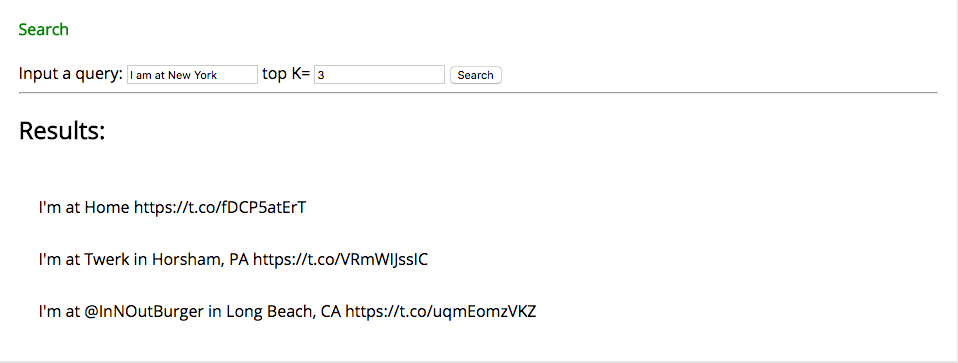 Search
Input a query: I am at New York top K= 3 Search
Results:
I'm at Home https://t.co/fDCP5atErT
I'm at Twerk in Horsham, PA https://t.co/VRmWlJsslC
I'm at @InNOutBurger in Long Beach, CA https://t.co/uqmEomzVKZ